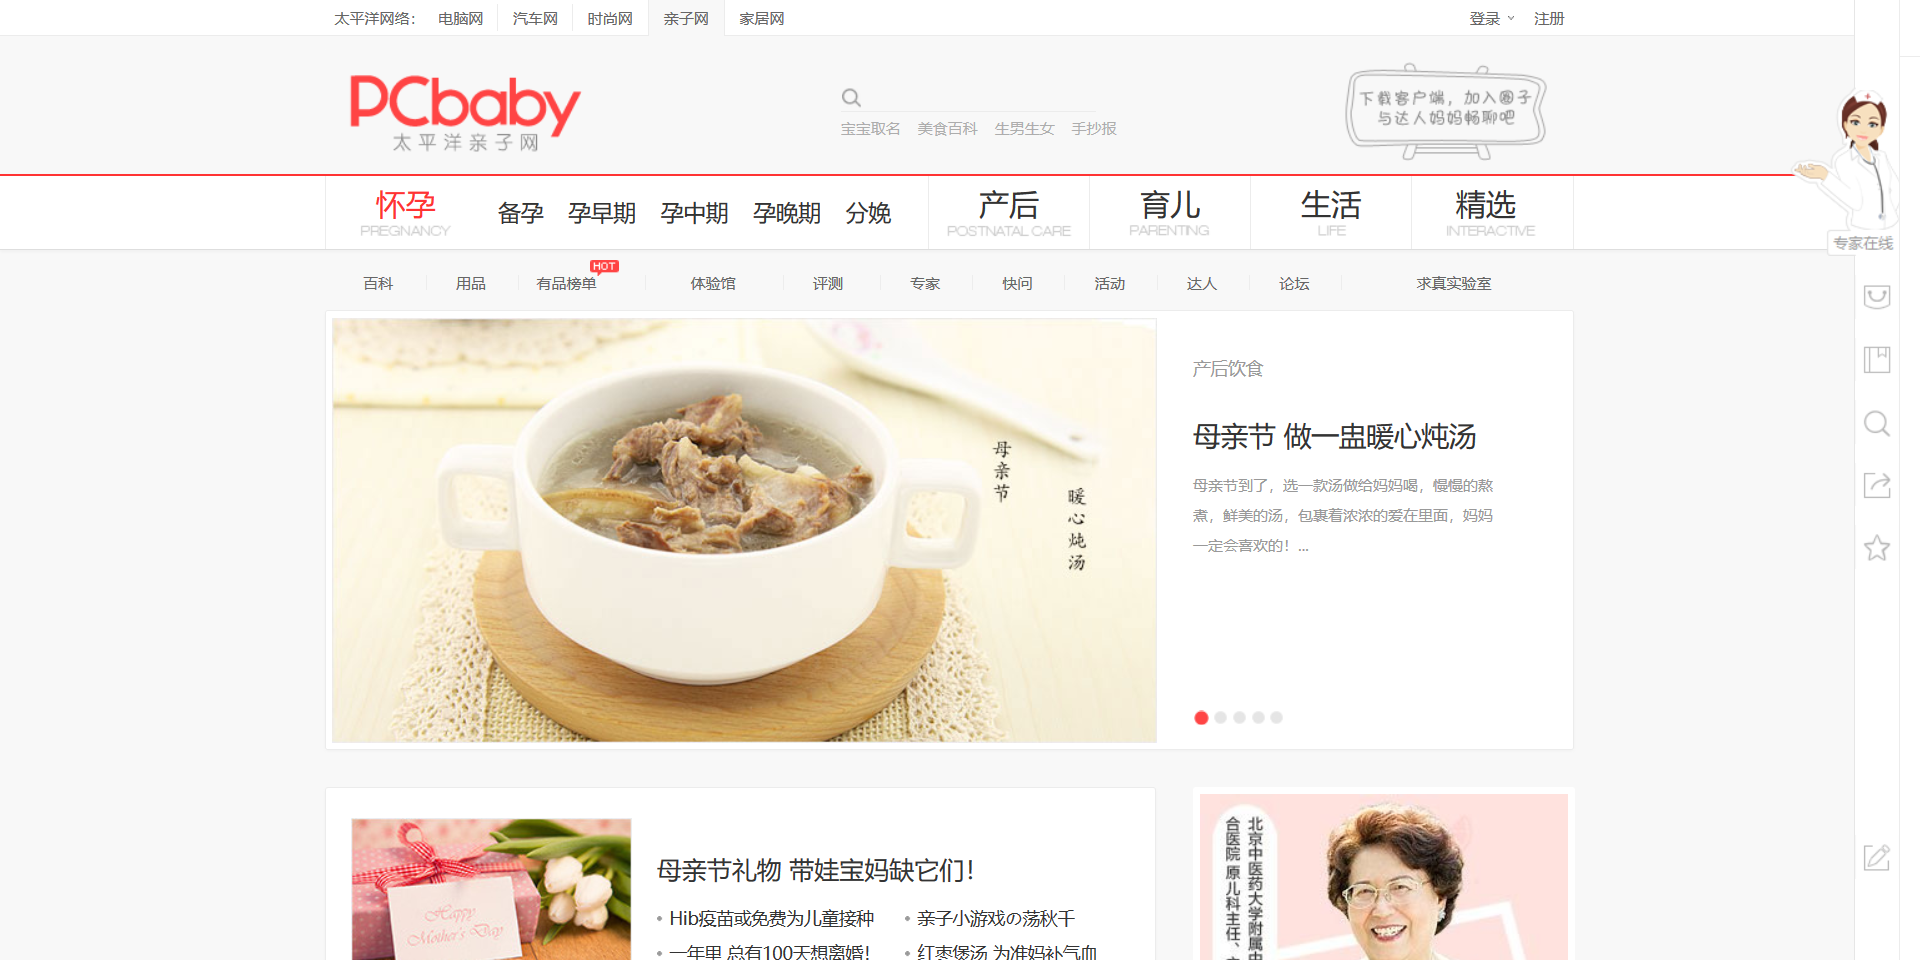 太平洋网络： 电脑网 汽车网 时尚网 亲子网 家居网 登录 注册
PCbaby
太平洋亲子网
宝宝取名 美食百科 生男生女 手抄报
下载客户端，加入圈子
与达人妈妈畅聊吧
怀孕 备孕 孕早期 孕中期 孕晚期 分娩 产后 育儿 生活 精选
PREGNANCY POSTNATAL CARE PARENTING LIFE INTERACTIVE
专家在线
HOT
百科 用品 有品榜单 体验馆 评测 专家 快问 活动 达人 论坛 求真实验室
母亲节
暖心炖汤
产后饮食
母亲节 做一盅暖心炖汤
母亲节到了，选一款汤做给妈妈喝，慢慢的熬
煮，鲜美的汤，包裹着浓浓的爱在里面，妈妈
一定会喜欢的！...
Happy
Mother's Day
母亲节礼物 带娃宝妈缺它们！
Hib疫苗或免费为儿童接种
亲子小游戏の荡秋千
一年里 总有100天想离婚！
红枣煲汤 为准妈补气血
北京中医药大学附属中
合医院 原儿科主任、